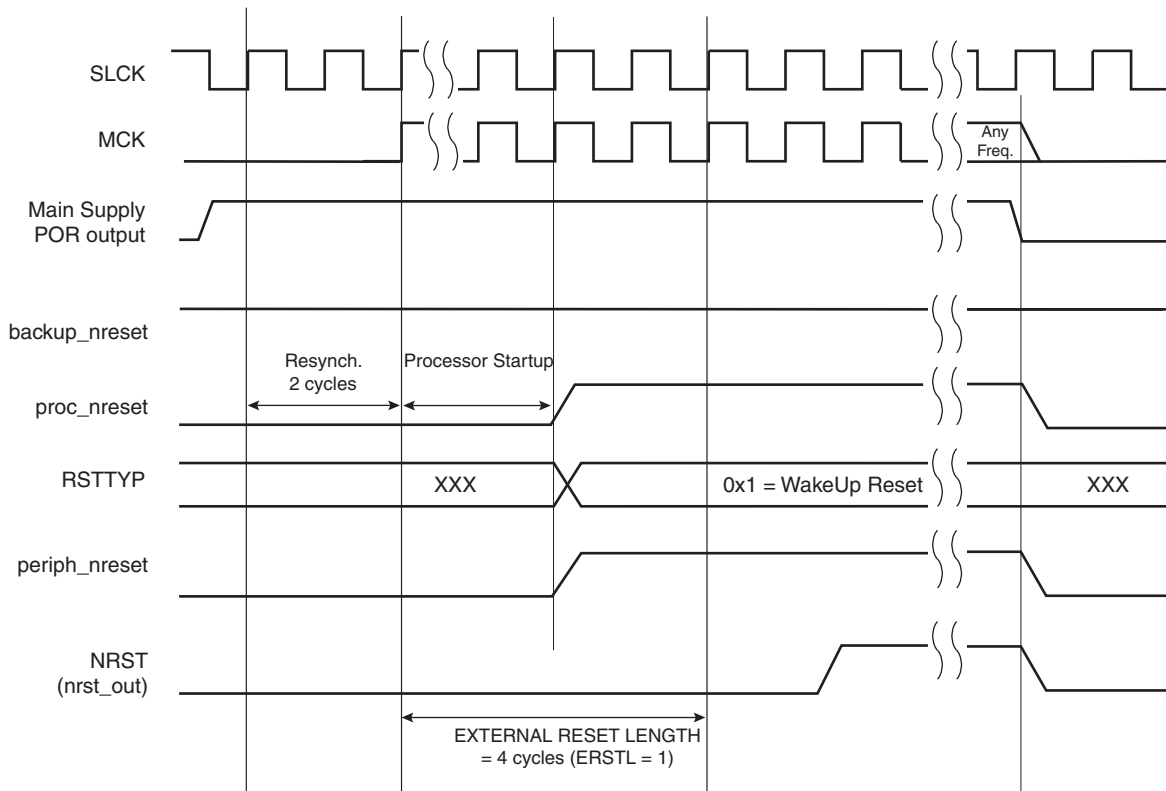 SLCK
MCK
Any
Freq.
Main Supply
POR output
backup_nreset
Resynch.
2 cycles
Processor Startup
proc_nreset
RSTTYP
XXX
0x1 = WakeUp Reset
XXX
periph_nreset
NRST
(nrst_out)
EXTERNAL RESET LENGTH
= 4 cycles (ERSTL = 1)